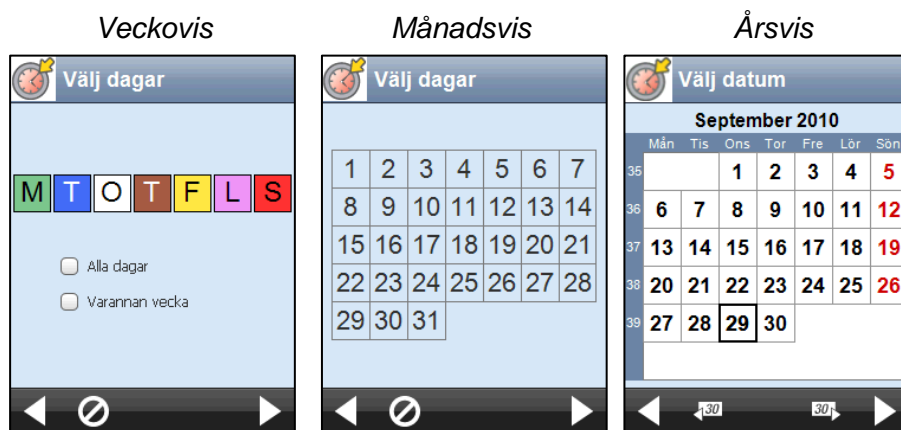 Veckovis
Månadsvis
Årsvis
Välj dagar
M T O T F L S
Alla dagar
Varannan vecka
Välj dagar
1 2 3 4 5 6 7
8 9 10 11 12 13 14
15 16 17 18 19 20 21
22 23 24 25 26 27 28
29 30 31
Välj datum
September 2010
Mån Tis Ons Tor Fre Lör Sön
35 1 2 3 4 5
36 6 7 8 9 10 11 12
37 13 14 15 16 17 18 19
38 20 21 22 23 24 25 26
39 27 28 29 30
30 30